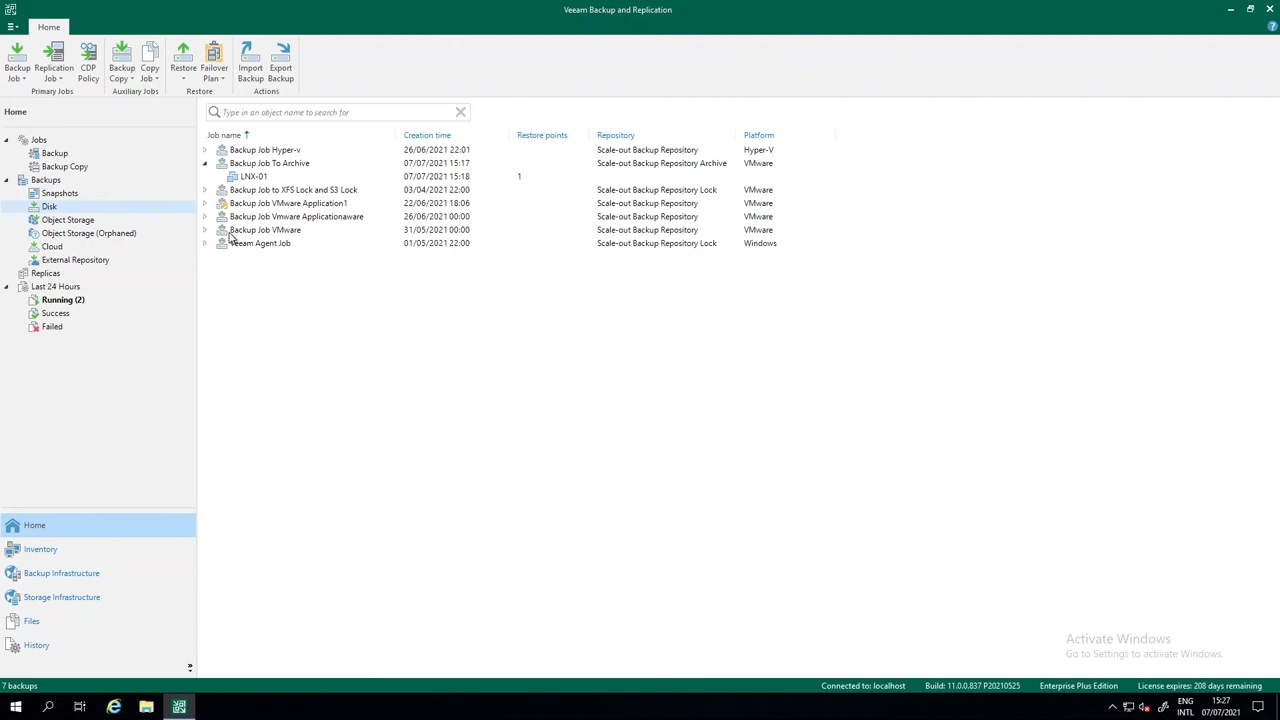 Veeam Backup and Replication
Home
Backup Job
Replication Job
CDP Policy
Backup Copy
Copy Job
Restore
Failover Plan
Import Backup
Export Backup
Primary Jobs
Auxiliary Jobs
Restore
Actions
Home
Type in an object name to search for
Jobs
Backup
Backup Copy
Backups
Snapshots
Disk
Object Storage
Object Storage (Orphaned)
Cloud
External Repository
Replicas
Last 24 Hours
Running (2)
Success
Failed
Job name Creation time Restore points Repository Platform
Backup Job Hyper-v 26/06/2021 22:01 Scale-out Backup Repository Hyper-V
Backup Job To Archive 07/07/2021 15:17 Scale-out Backup Repository Archive VMware
LNX-01 07/07/2021 15:18 1
Backup Job to XFS Lock and S3 Lock 03/04/2021 22:00 Scale-out Backup Repository Lock VMware
Backup Job VMware Application1 22/06/2021 18:06 Scale-out Backup Repository VMware
Backup Job Vmware Applicationaware 26/06/2021 00:00 Scale-out Backup Repository VMware
Backup Job VMware 31/05/2021 00:00 Scale-out Backup Repository VMware
Veeam Agent Job 01/05/2021 22:00 Scale-out Backup Repository Lock Windows
Home
Inventory
Backup Infrastructure
Storage Infrastructure
Files
History
Activate Windows
Go to Settings to activate Windows.
7 backups
Connected to: localhost Build: 11.0.0.837 P20210525 Enterprise Plus Edition License expires: 208 days remaining
ENG
INTL
15:27
07/07/2021